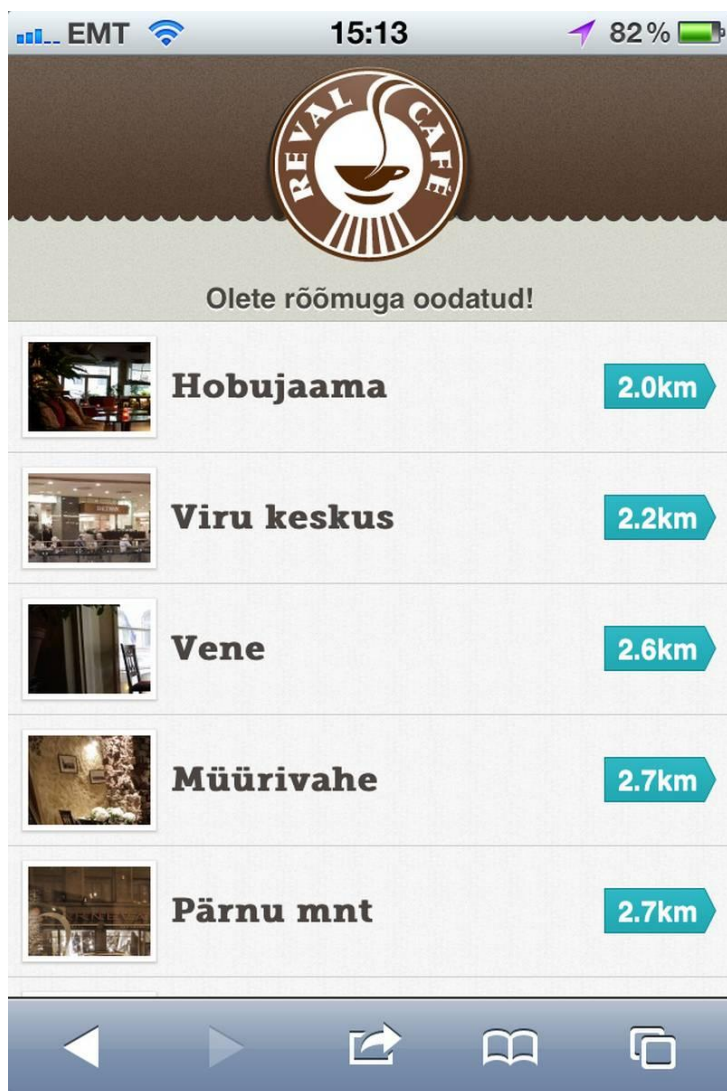 EMT 15:13 82%
REVAL CAFÉ
Olete rõõmuga oodatud!
Hobujaama 2.0km
Viru keskus 2.2km
Vene 2.6km
Müürivahe 2.7km
Pärnu mnt 2.7km